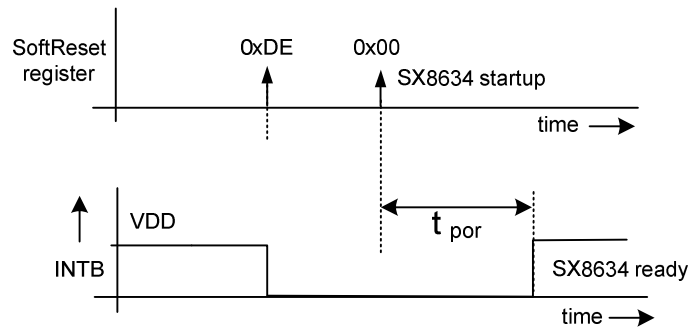 SoftReset
register
0xDE
0x00
SX8634 startup
time
VDD
t por
INTB
SX8634 ready
time